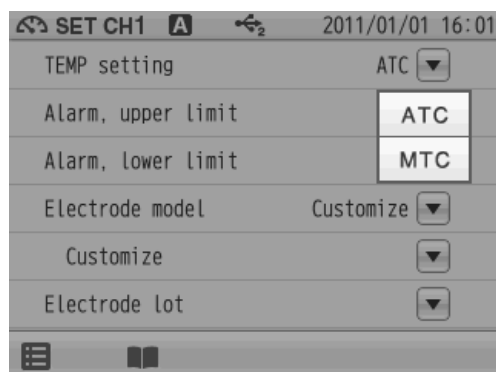 SET CH1 A 2 2011/01/01 16:01
TEMP setting ATC
Alarm, upper limit ATC
Alarm, lower limit MTC
Electrode model Customize
Customize
Electrode lot